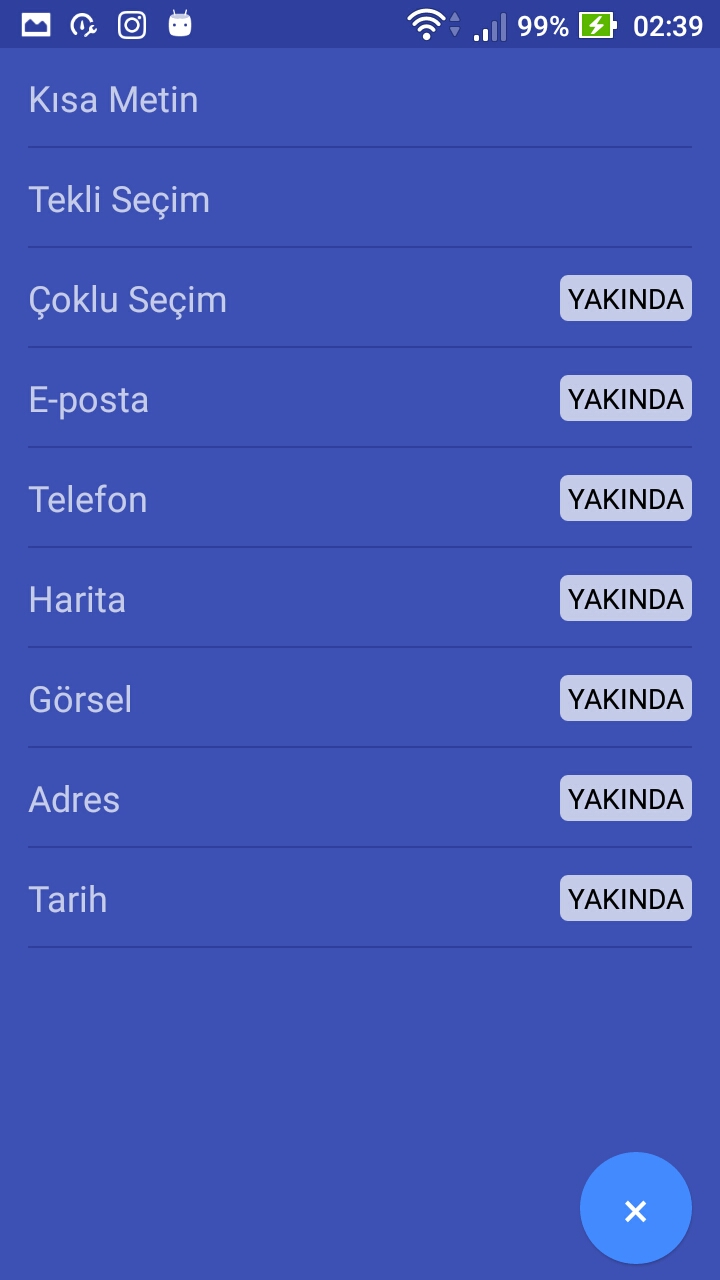 99% 02:39
Kısa Metin
Tekli Seçim
Çoklu Seçim YAKINDA
E-posta YAKINDA
Telefon YAKINDA
Harita YAKINDA
Görsel YAKINDA
Adres YAKINDA
Tarih YAKINDA